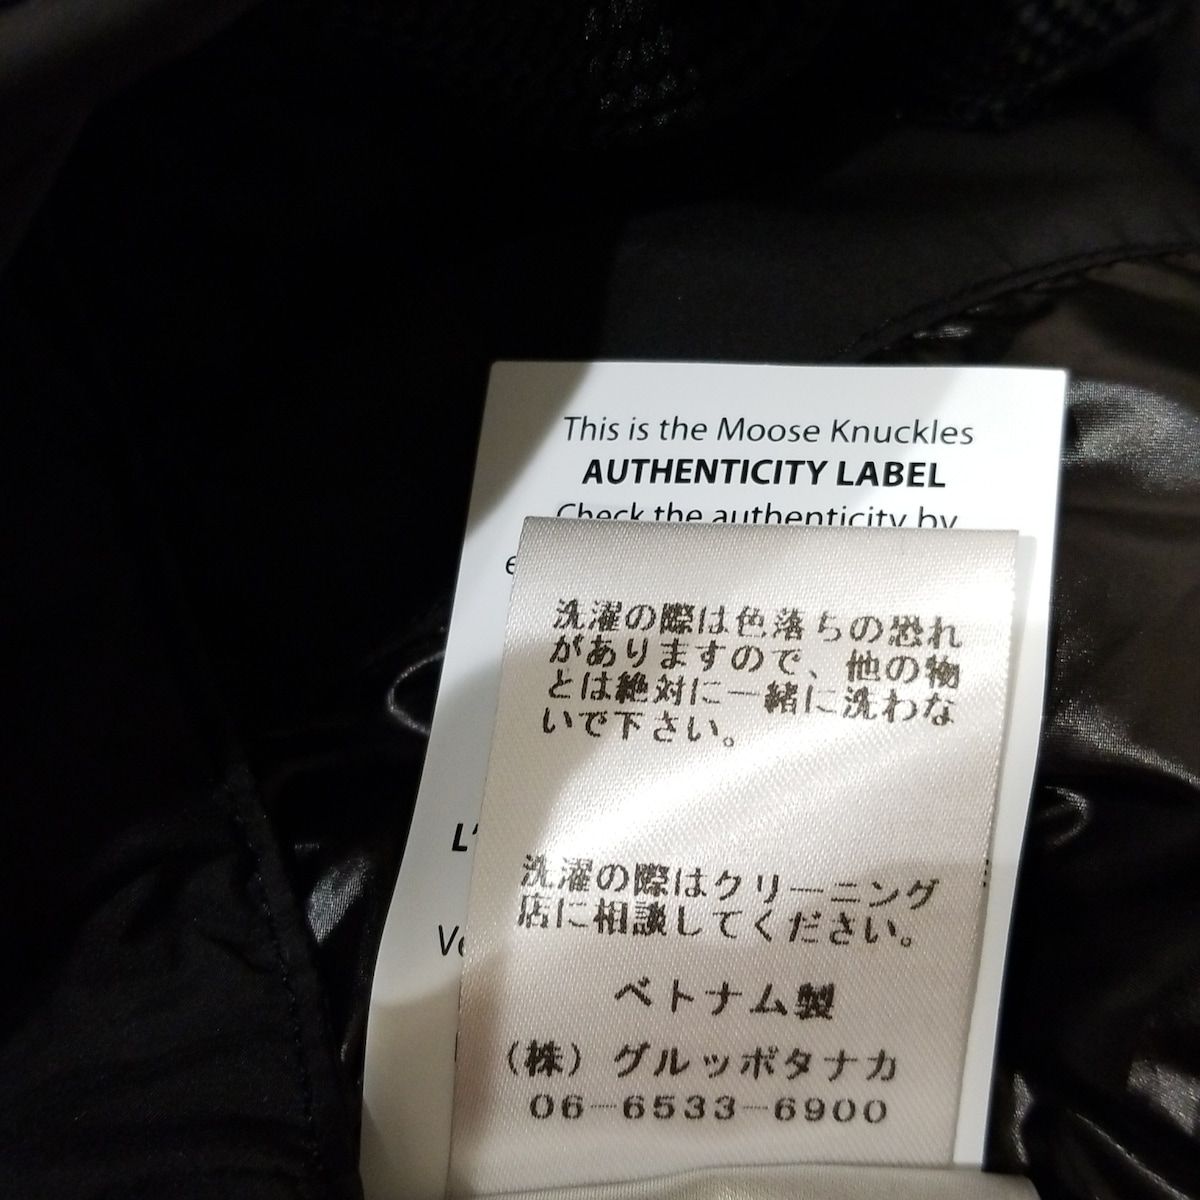 This is the Moose Knuckles
AUTHENTICITY LABEL
Check the authenticity by
洗濯の際は色落ちの恐れ
がありますので、他の物
とは絶対に一緒に洗わな
いで下さい。
洗濯の際はクリーニング
店に相談してください。
ベトナム製
(株) グルッポタナカ
06-6533-6900